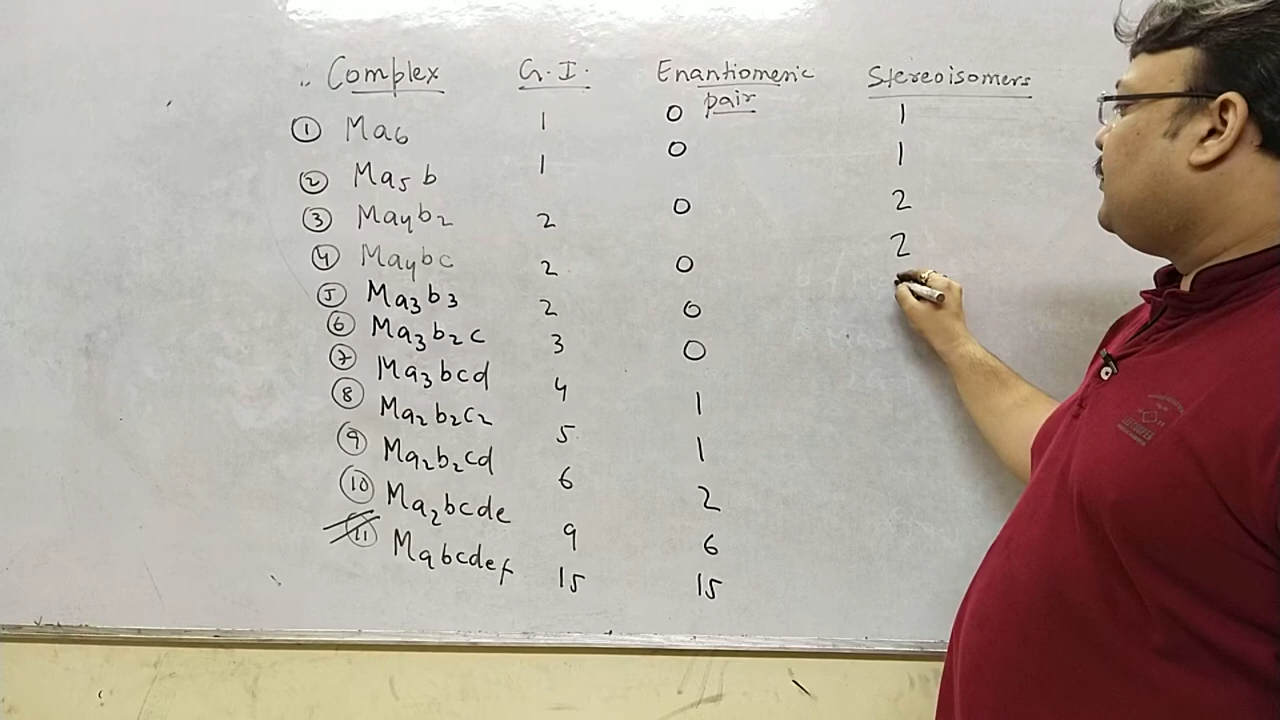 Complex G.I. Enantiomeric pair Stereoisomers
① Ma6 1 0 1
② Ma5b 1 0 1
③ Ma4b2 2 0 2
④ Ma4bc 2 0 2
⑤ Ma3b3 2 0
⑥ Ma3b2c 3 0
⑦ Ma3bcd 4 1
⑧ Ma2b2c2 5 1
⑨ Ma2b2cd 6 2
⑩ Ma2bcde 9 6
⑪ Mabcdef 15 15